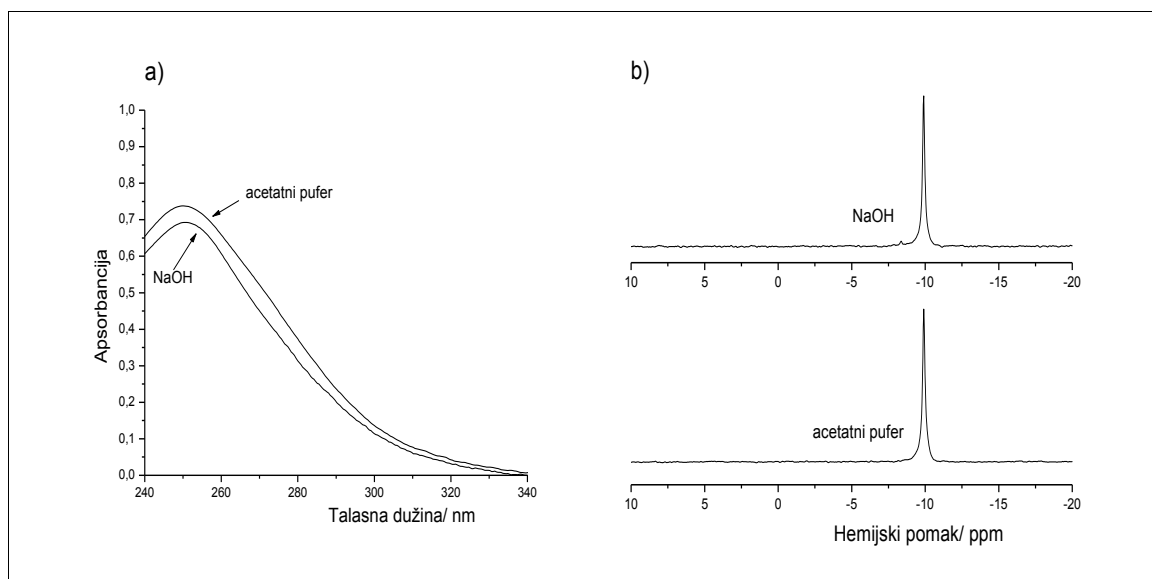 a)
1,0
0,9
0,8
0,7
0,6
0,5
0,4
0,3
0,2
0,1
0,0
Apsorbancija
acetatni pufer
NaOH
240 260 280 300 320 340
Talasna dužina/ nm
b)
NaOH
10 5 0 -5 -10 -15 -20
acetatni pufer
10 5 0 -5 -10 -15 -20
Hemijski pomak/ ppm